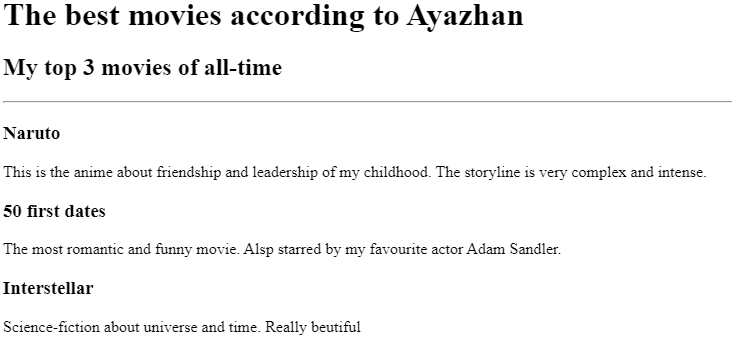 The best movies according to Ayazhan
My top 3 movies of all-time
Naruto
This is the anime about friendship and leadership of my childhood. The storyline is very complex and intense.
50 first dates
The most romantic and funny movie. Alsp starred by my favourite actor Adam Sandler.
Interstellar
Science-fiction about universe and time. Really beutiful